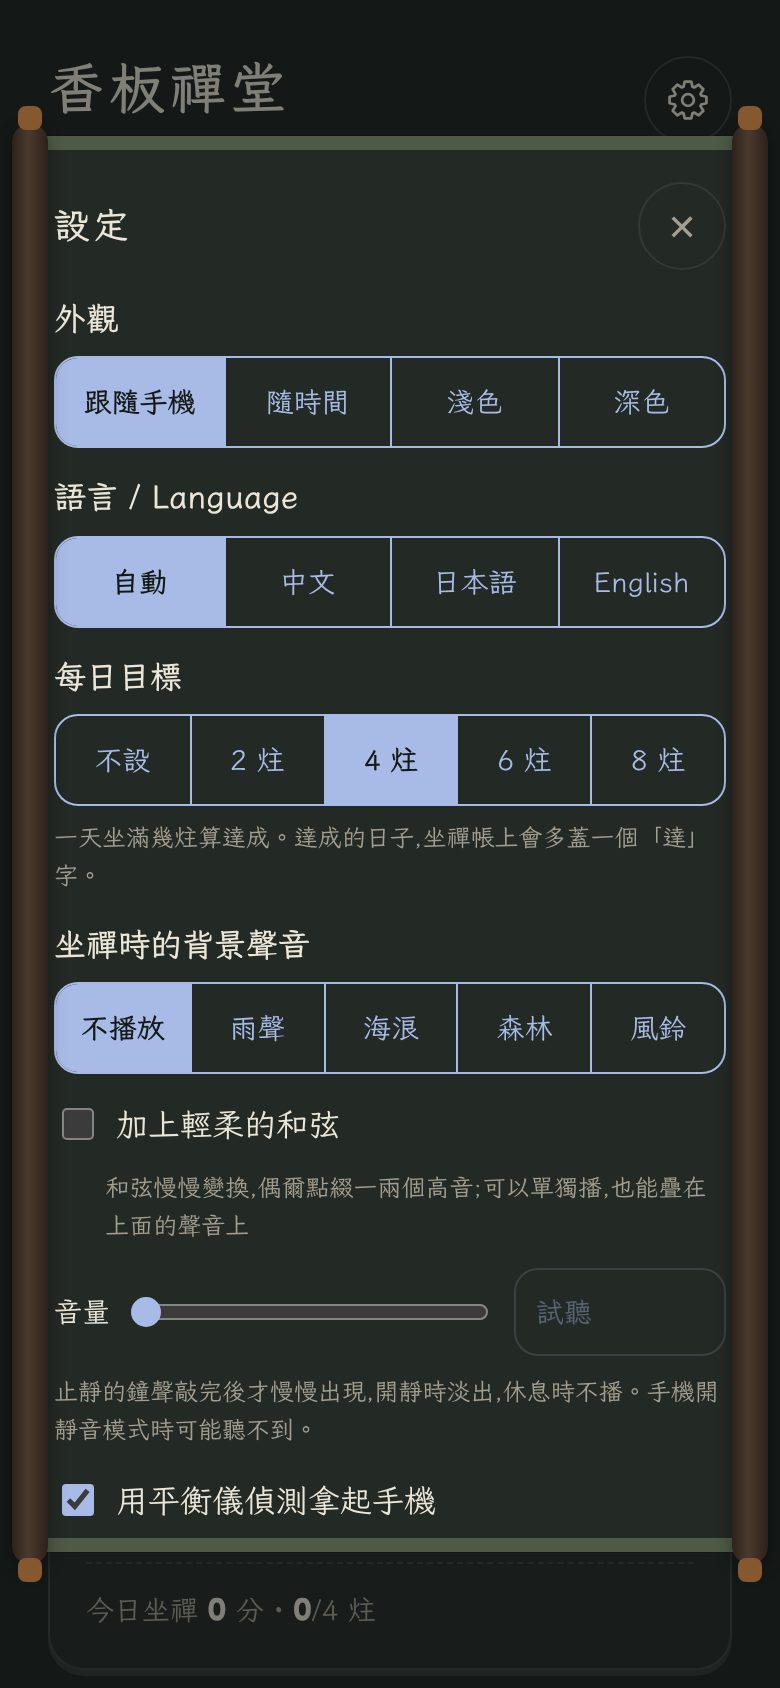 香板禪堂
設定
外觀
跟隨手機 隨時間 淺色 深色
語言 / Language
自動 中文 日本語 English
每日目標
不設 2 炷 4 炷 6 炷 8 炷
一天坐滿幾炷算達成。達成的日子,坐禪帳上會多蓋一個「達」
字。
坐禪時的背景聲音
不播放 雨聲 海浪 森林 風鈴
加上輕柔的和弦
和弦慢慢變換,偶爾點綴一兩個高音;可以單獨播,也能疊在
上面的聲音上
音量 試聽
止靜的鐘聲敲完後才慢慢出現,開靜時淡出,休息時不播。手機開
靜音模式時可能聽不到。
用平衡儀偵測拿起手機
今日坐禪 0 分・0/4 炷